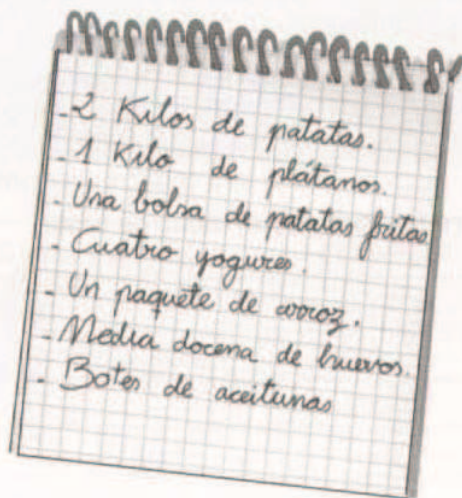 - 2 Kilos de patatas.
- 1 Kilo de plátanos.
- Una bolsa de patatas fritas
- Cuatro yogures.
- Un paquete de arroz.
- Media docena de huevos.
- Botes de aceitunas